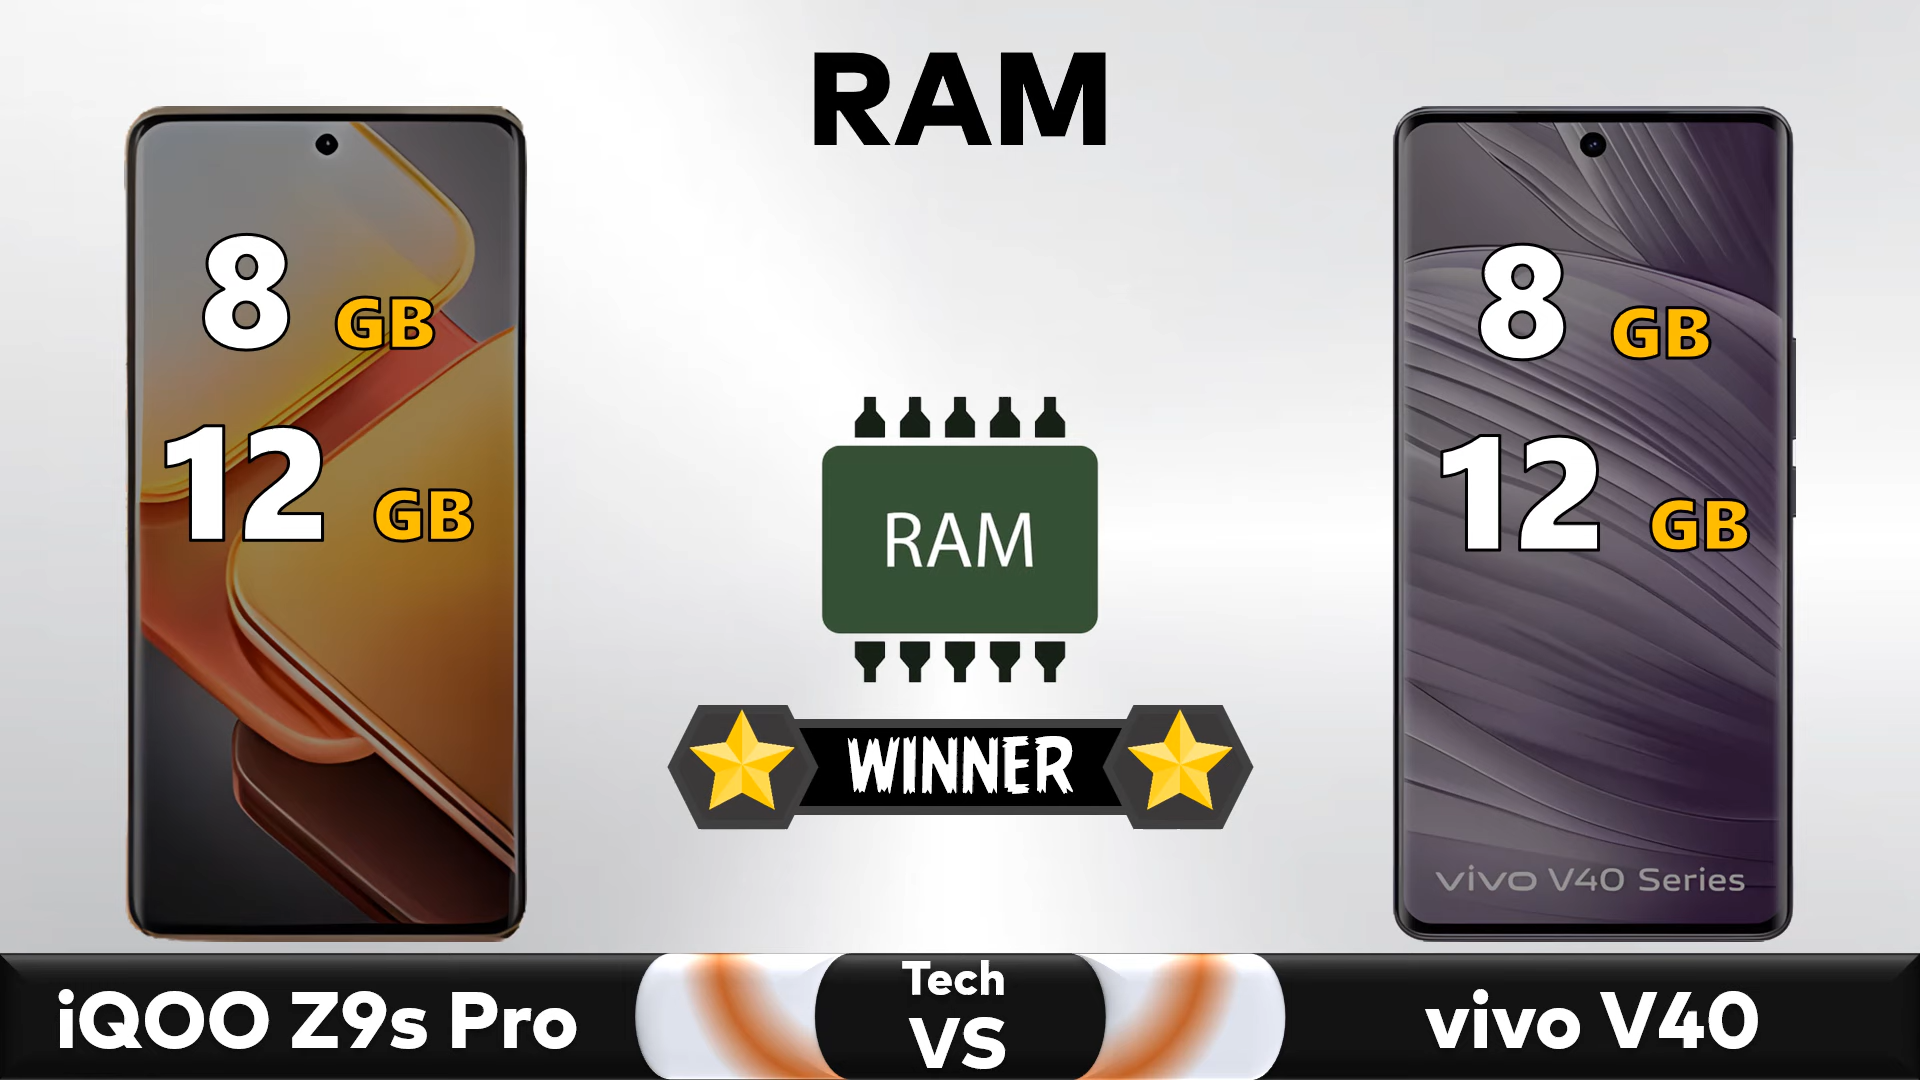 RAM
8 GB
12 GB
8 GB
12 GB
RAM
WINNER
vivo V40 Series
iQOO Z9s Pro
Tech
VS
vivo V40